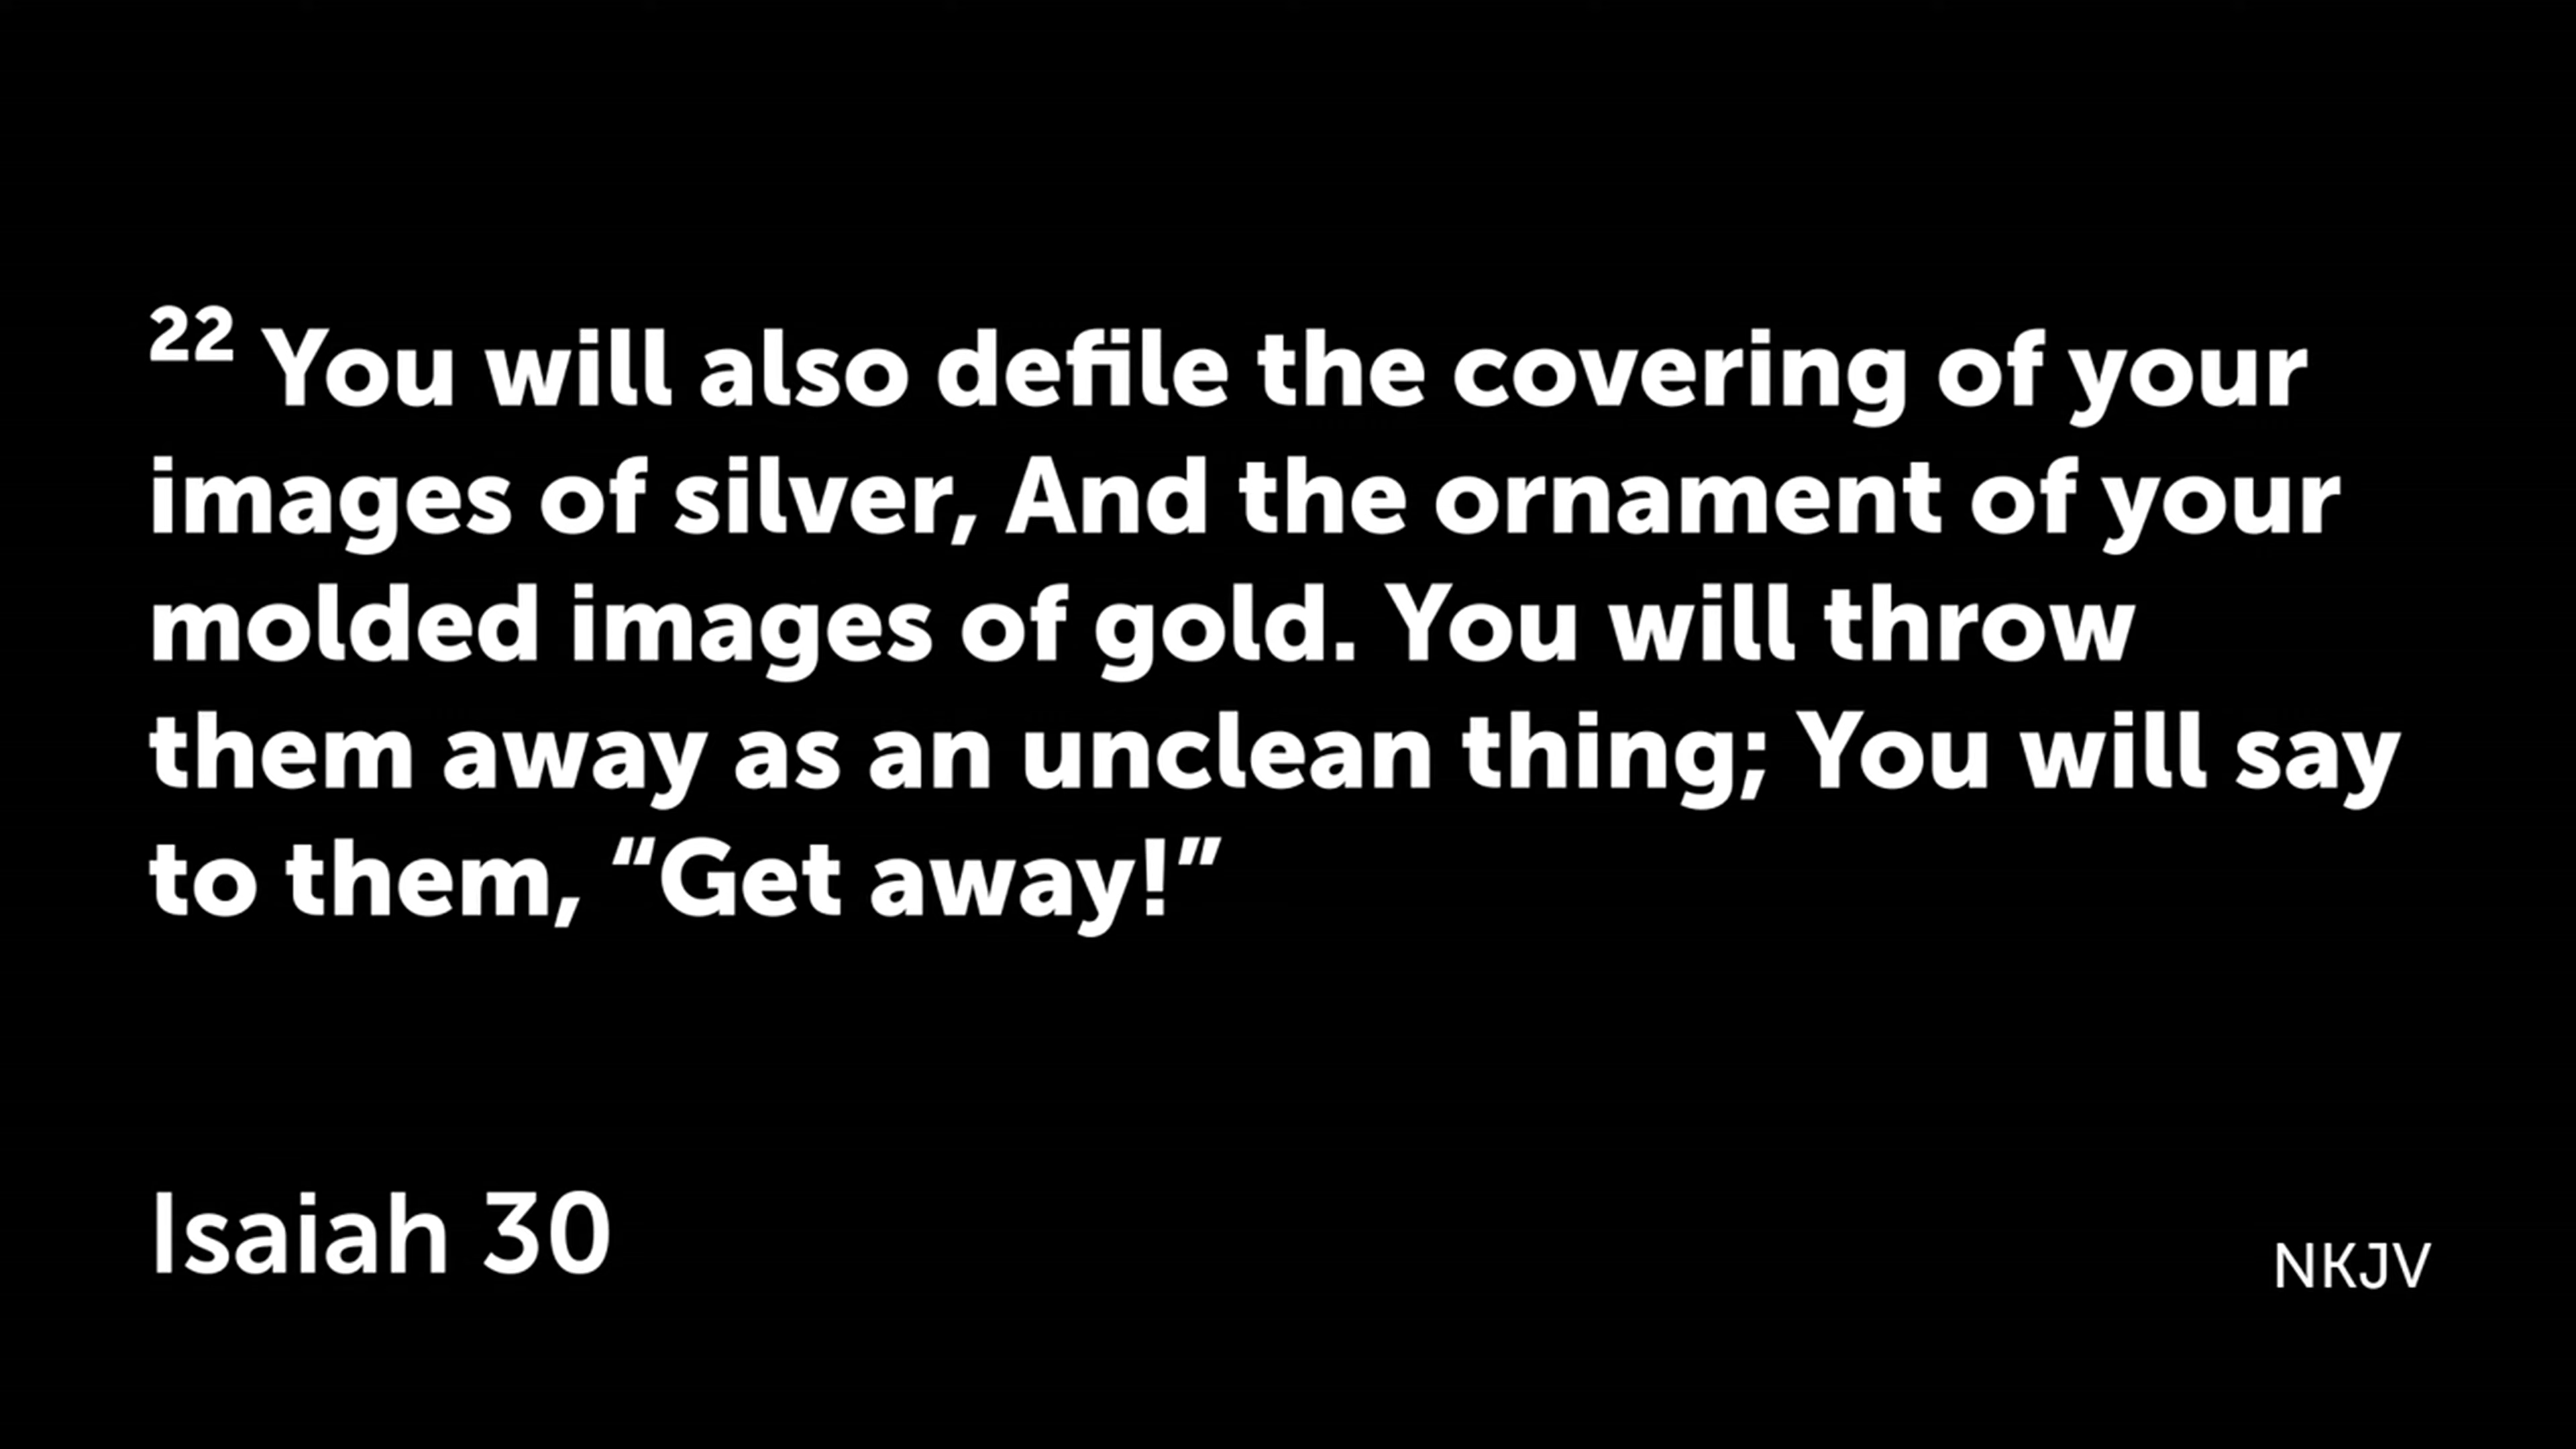 22 You will also defile the covering of your
images of silver, And the ornament of your
molded images of gold. You will throw
them away as an unclean thing; You will say
to them, “Get away!”
Isaiah 30
NKJV